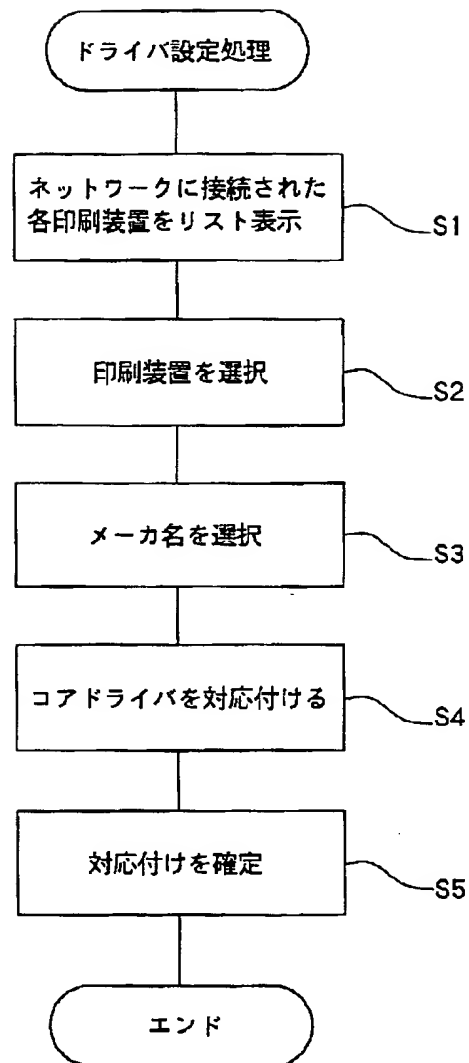 ドライバ設定処理
ネットワークに接続された
各印刷装置をリスト表示
S1
印刷装置を選択
S2
メーカ名を選択
S3
コアドライバを対応付ける
S4
対応付けを確定
S5
エンド